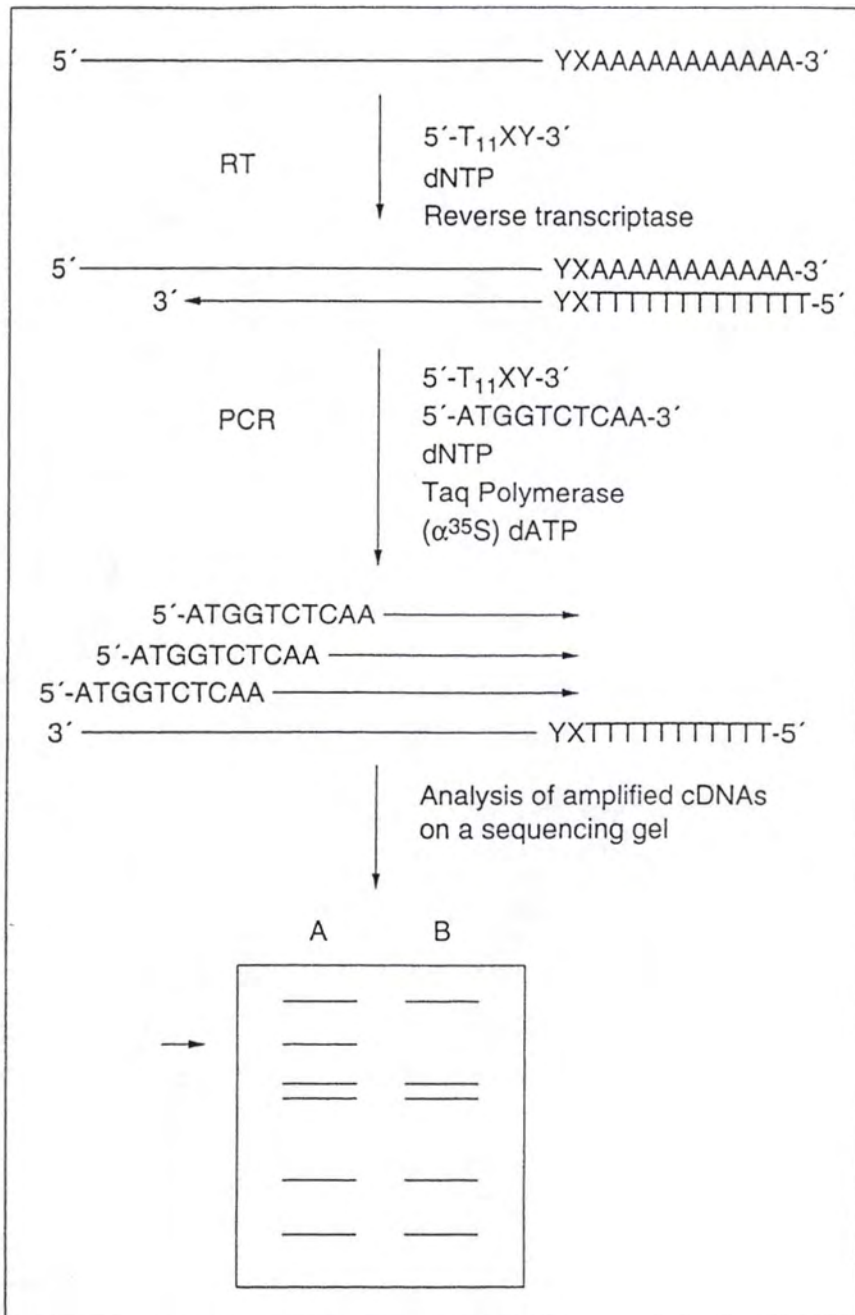 5´ YXAAAAAAAAAAA-3´
RT
5´-T11XY-3´
dNTP
Reverse transcriptase
5´ YXAAAAAAAAAAA-3´
3´ YXTTTTTTTTTTTTT-5´
PCR
5´-T11XY-3´
5´-ATGGTCTCAA-3´
dNTP
Taq Polymerase
(α35S) dATP
5´-ATGGTCTCAA
5´-ATGGTCTCAA
5´-ATGGTCTCAA
3´ YXTTTTTTTTTTT-5´
Analysis of amplified cDNAs
on a sequencing gel
A B